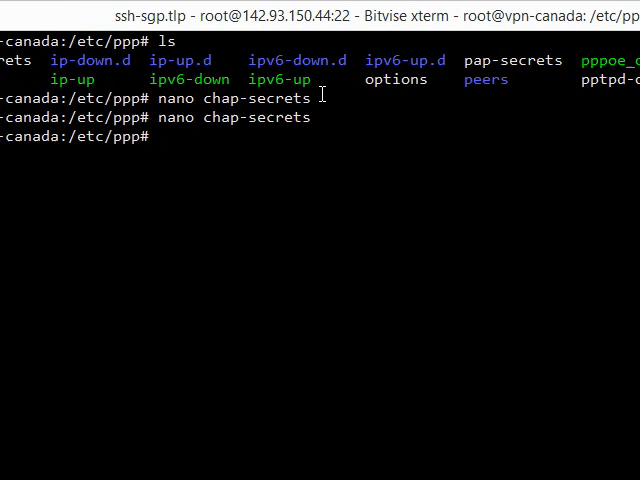 ssh-sgp.tlp - root@142.93.150.44:22 - Bitvise xterm - root@vpn-canada: /etc/pp
-canada:/etc/ppp# ls
rets ip-down.d ip-up.d ipv6-down.d ipv6-up.d pap-secrets pppoe_c
ip-up ipv6-down ipv6-up options peers pptpd-c
-canada:/etc/ppp# nano chap-secrets
-canada:/etc/ppp# nano chap-secrets
-canada:/etc/ppp#